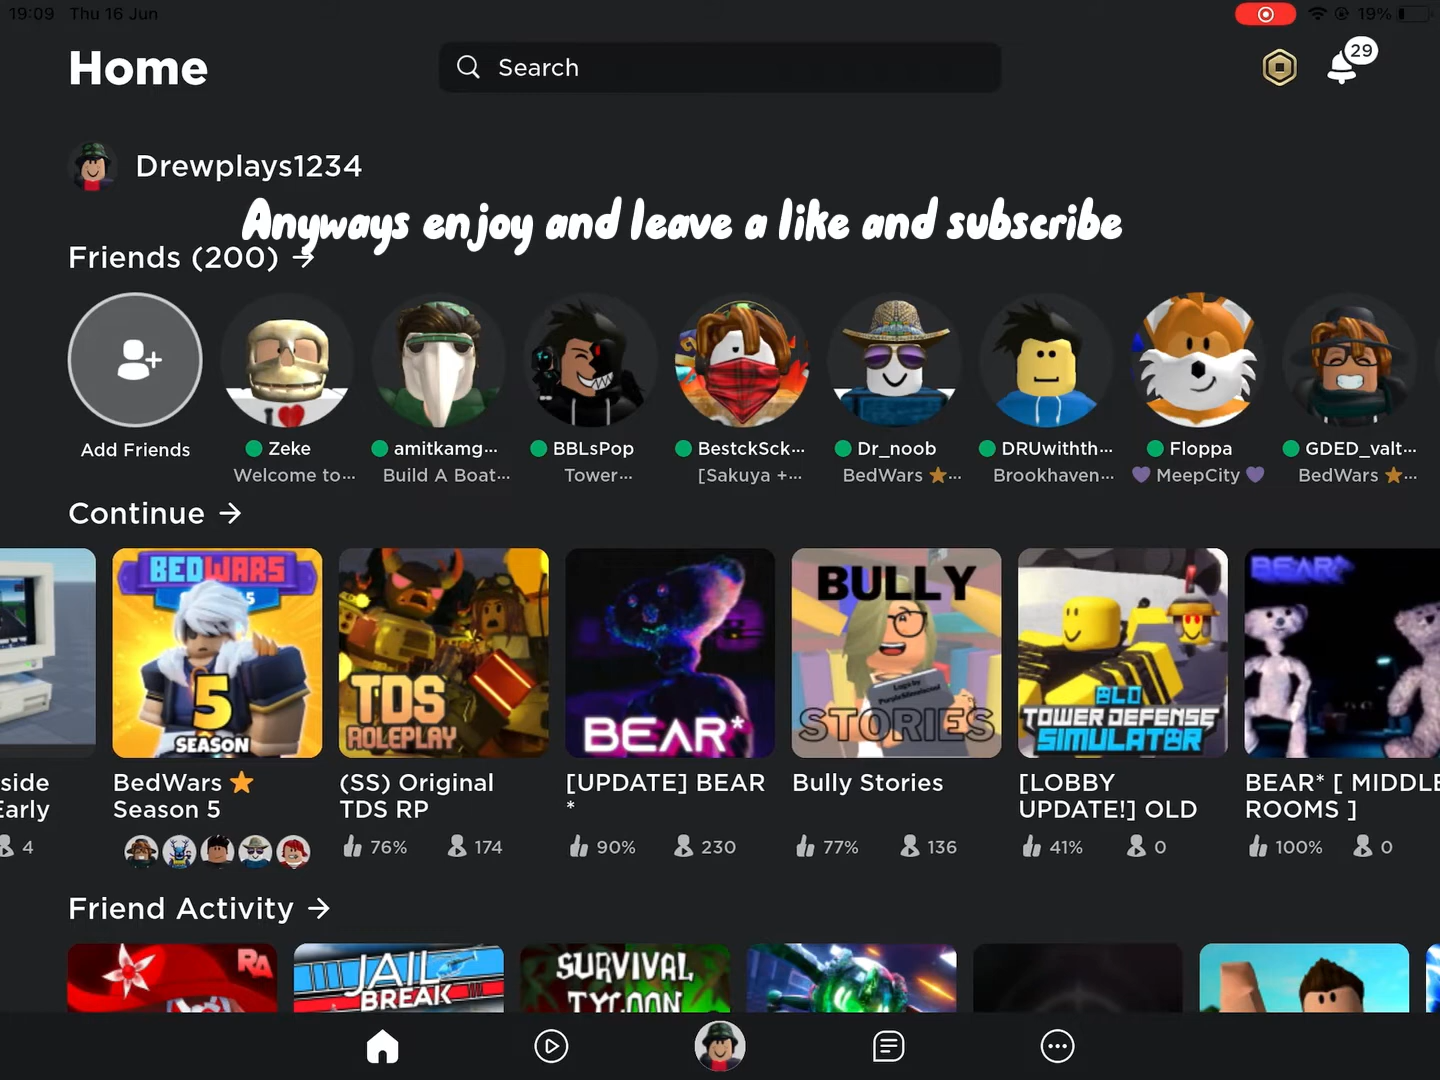 19:09 Thu 16 Jun
19%
Home
Search
29
Drewplays1234
Anyways enjoy and leave a like and subscribe
Friends (200) →
I
Add Friends
Zeke
amitkamg...
BBLsPop
BestckSck...
Dr_noob
DRUwithth...
Floppa
GDED_valt...
Welcome to...
Build A Boat...
Tower...
[Sakuya +...
BedWars ⭐...
Brookhaven...
💜 MeepCity 💜
BedWars ⭐...
Continue →
BEDWARS
5
5
SEASON
TDS
ROLEPLAY
BEAR*
BULLY
STORIES
OLD
TOWER DEFENSE
SIMULATOR
BEAR*
side
Early
4
BedWars ⭐
Season 5
(SS) Original
TDS RP
76% 174
[UPDATE] BEAR
*
90% 230
Bully Stories
77% 136
[LOBBY
UPDATE!] OLD
41% 0
BEAR* [ MIDDLE
ROOMS ]
100% 0
Friend Activity →
RA
JAIL
BREAK
SURVIVAL
TYCOON